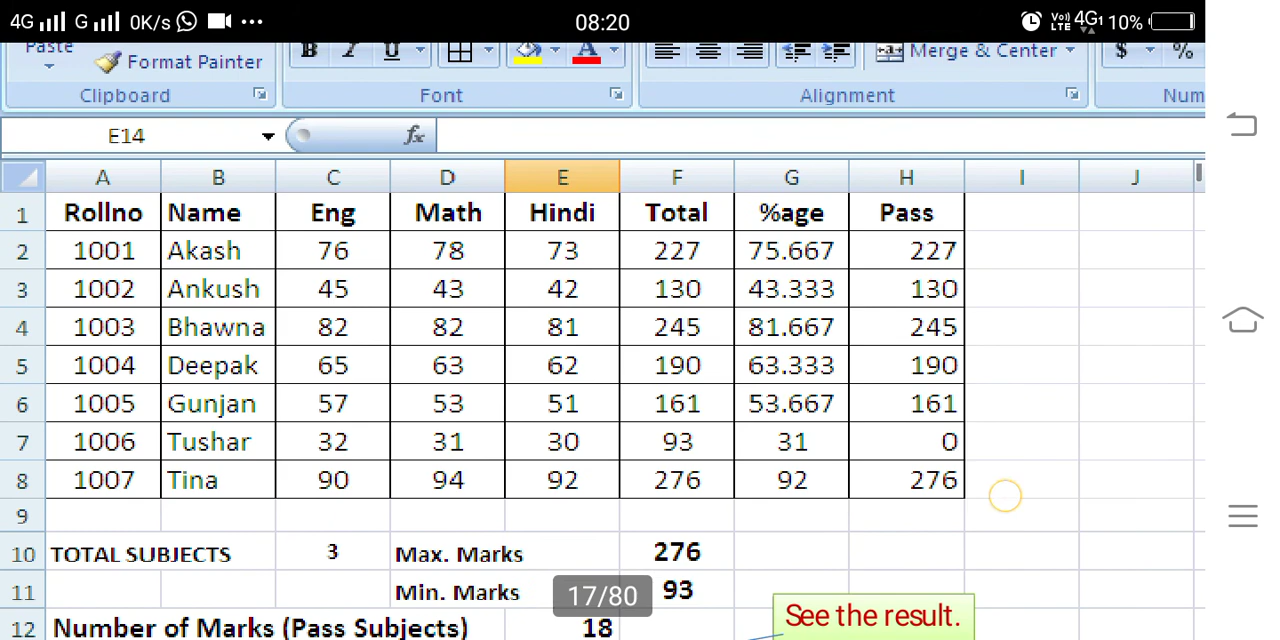 4G G 0K/s 08:20 Vo) LTE 4G1 10%
Paste Format Painter B I U A Merge & Center $ %
Clipboard Font Alignment Num
E14 fx
A B C D E F G H I J
1 Rollno Name Eng Math Hindi Total %age Pass
2 1001 Akash 76 78 73 227 75.667 227
3 1002 Ankush 45 43 42 130 43.333 130
4 1003 Bhawna 82 82 81 245 81.667 245
5 1004 Deepak 65 63 62 190 63.333 190
6 1005 Gunjan 57 53 51 161 53.667 161
7 1006 Tushar 32 31 30 93 31 0
8 1007 Tina 90 94 92 276 92 276
9
10 TOTAL SUBJECTS 3 Max. Marks 276
11 Min. Marks 17/80 93
12 Number of Marks (Pass Subjects) 18 See the result.